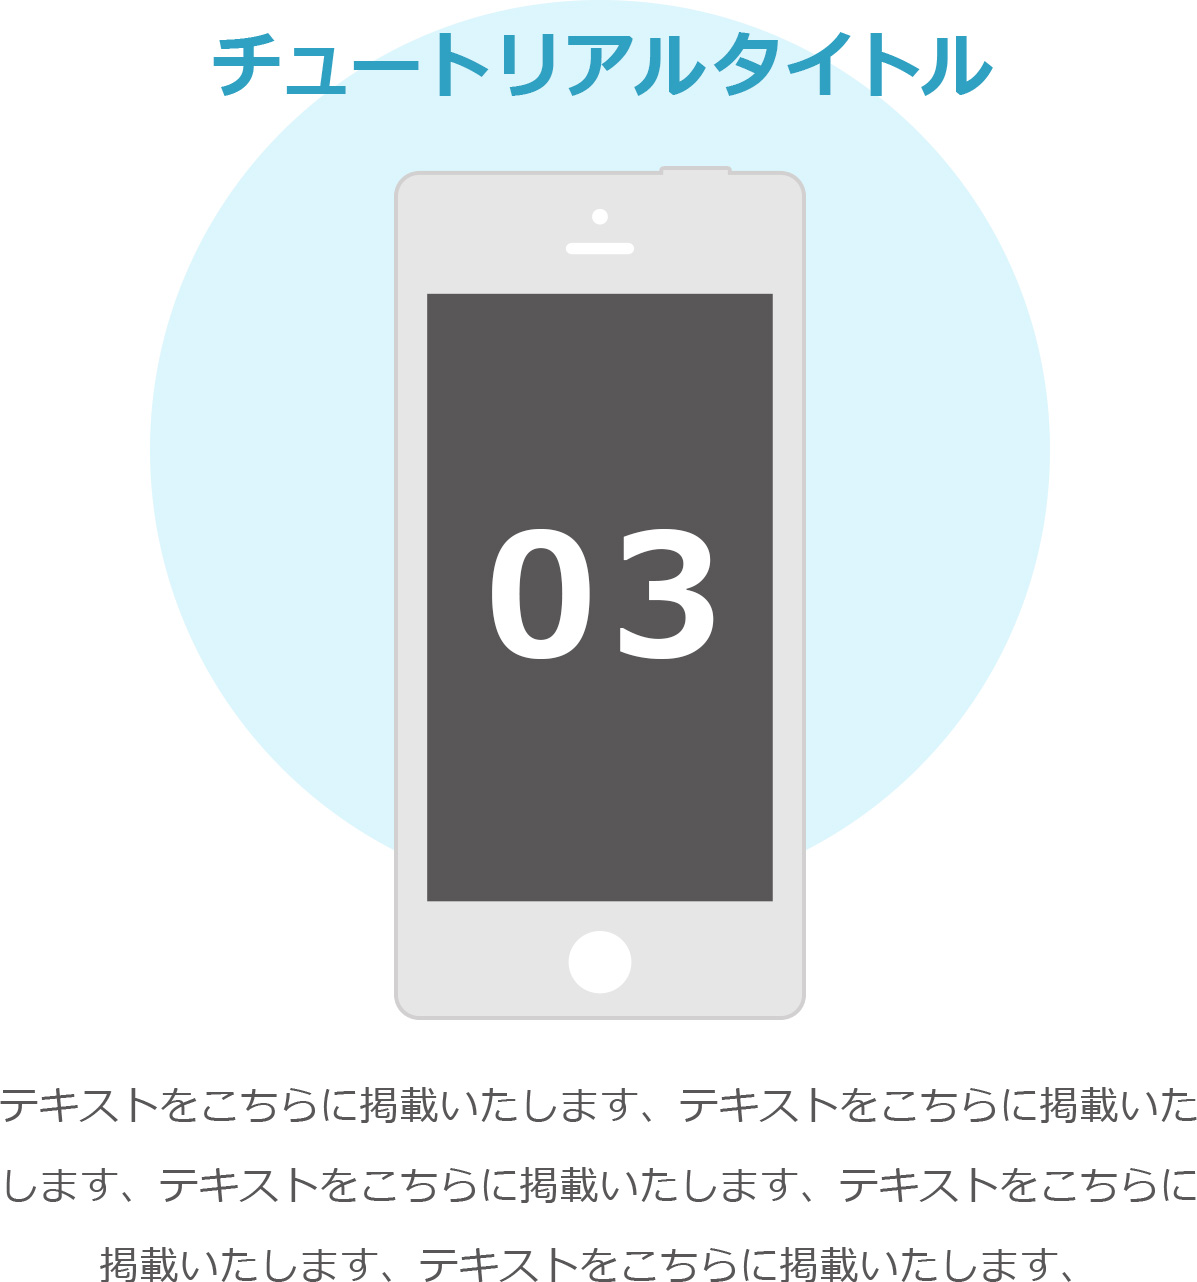 チュートリアルタイトル
03
テキストをこちらに掲載いたします、テキストをこちらに掲載いた
します、テキストをこちらに掲載いたします、テキストをこちらに
掲載いたします、テキストをこちらに掲載いたします、